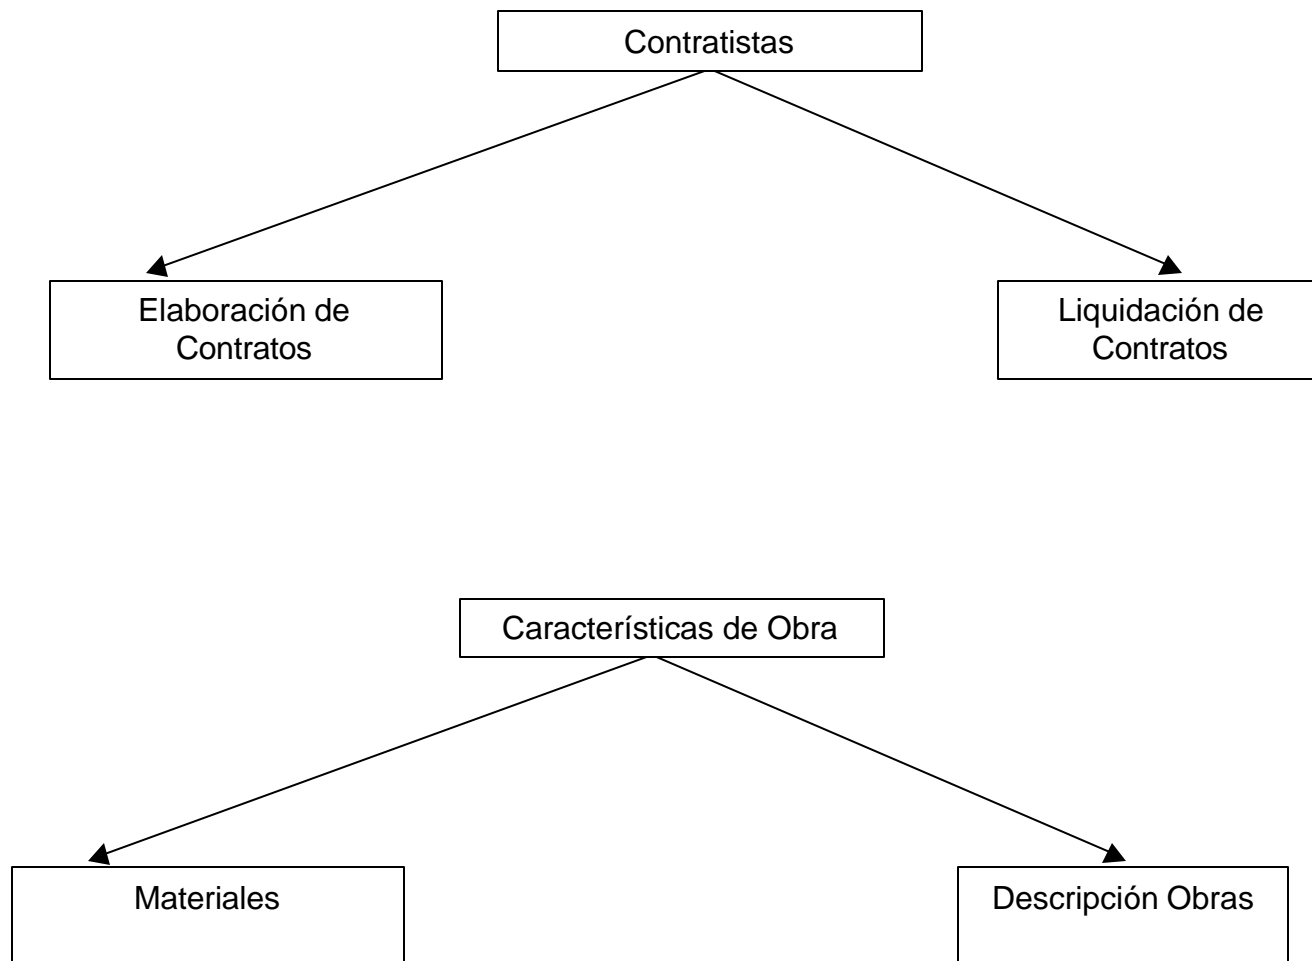 Contratistas
Elaboración de
Contratos
Liquidación de
Contratos
Características de Obra
Materiales
Descripción Obras